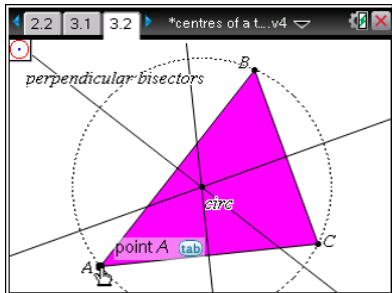 2.2 3.1 3.2 *centres of a t...v4
perpendicular bisectors
B
circ
point A tab
A
C